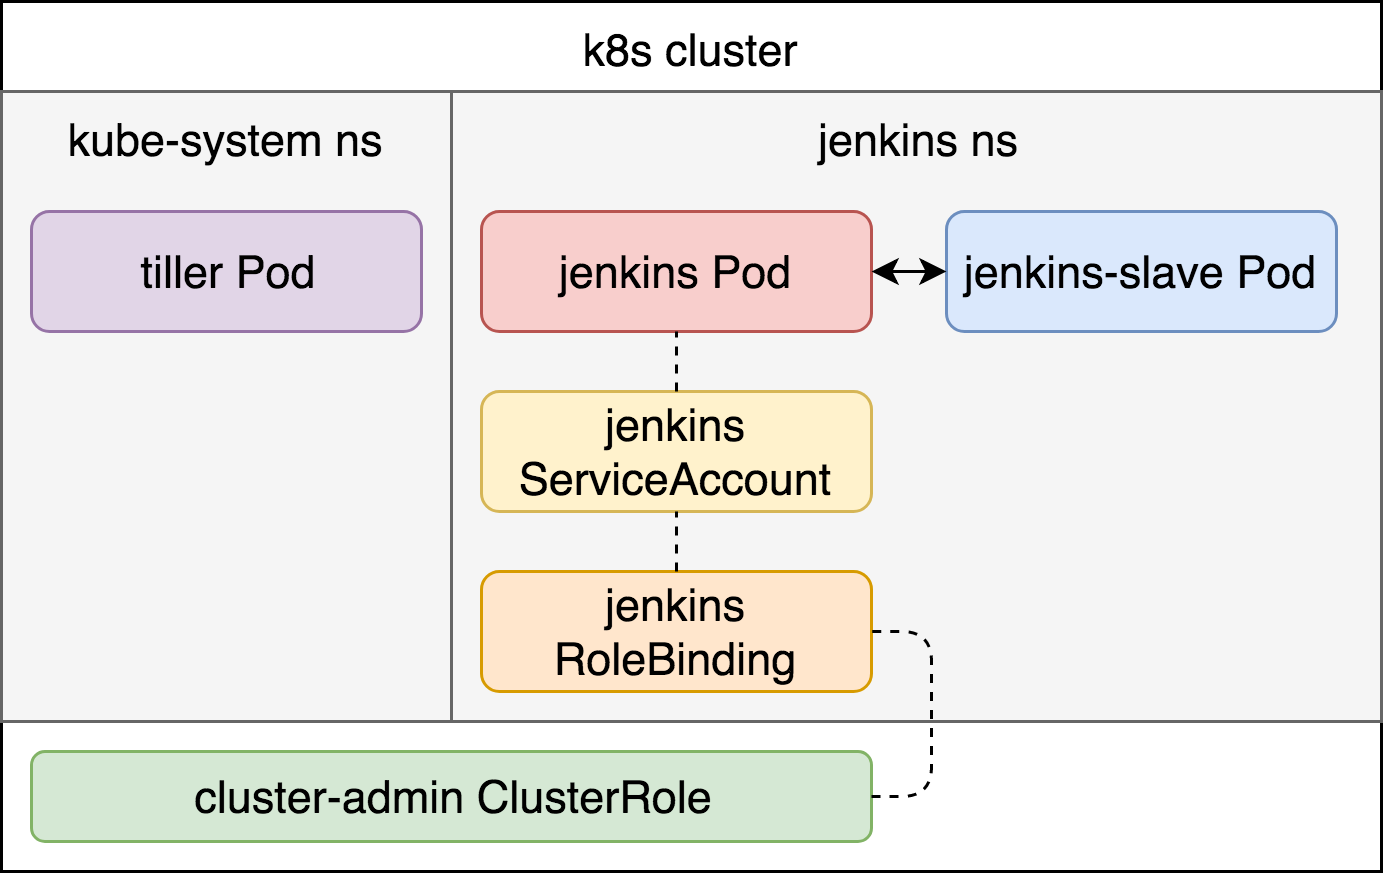 k8s cluster
kube-system ns
jenkins ns
tiller Pod
jenkins Pod
jenkins-slave Pod
jenkins
ServiceAccount
jenkins
RoleBinding
cluster-admin ClusterRole